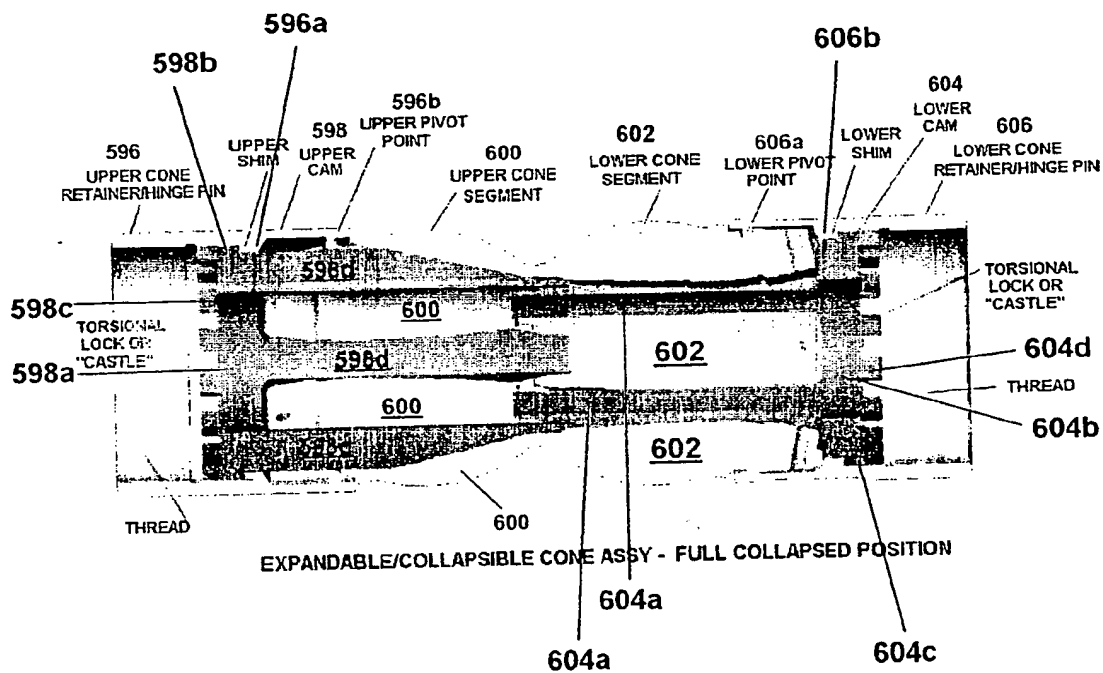 596a
606b
598b
604
LOWER
CAM
596b
UPPER PIVOT
POINT
598
UPPER
CAM
UPPER
SHIM
602
LOWER CONE
SEGMENT
606a
LOWER PIVOT
POINT
LOWER
SHIM
606
LOWER CONE
RETAINER/HINGE PIN
596
UPPER CONE
RETAINER/HINGE PIN
600
UPPER CONE
SEGMENT
598d
598c
600
TORSIONAL
LOCK OR
"CASTLE"
TORSIONAL
LOCK OR
"CASTLE"
598a
598d
602
604d
THREAD
600
604b
598d
602
THREAD
600
EXPANDABLE/COLLAPSIBLE CONE ASSY - FULL COLLAPSED POSITION
604a
604a
604c